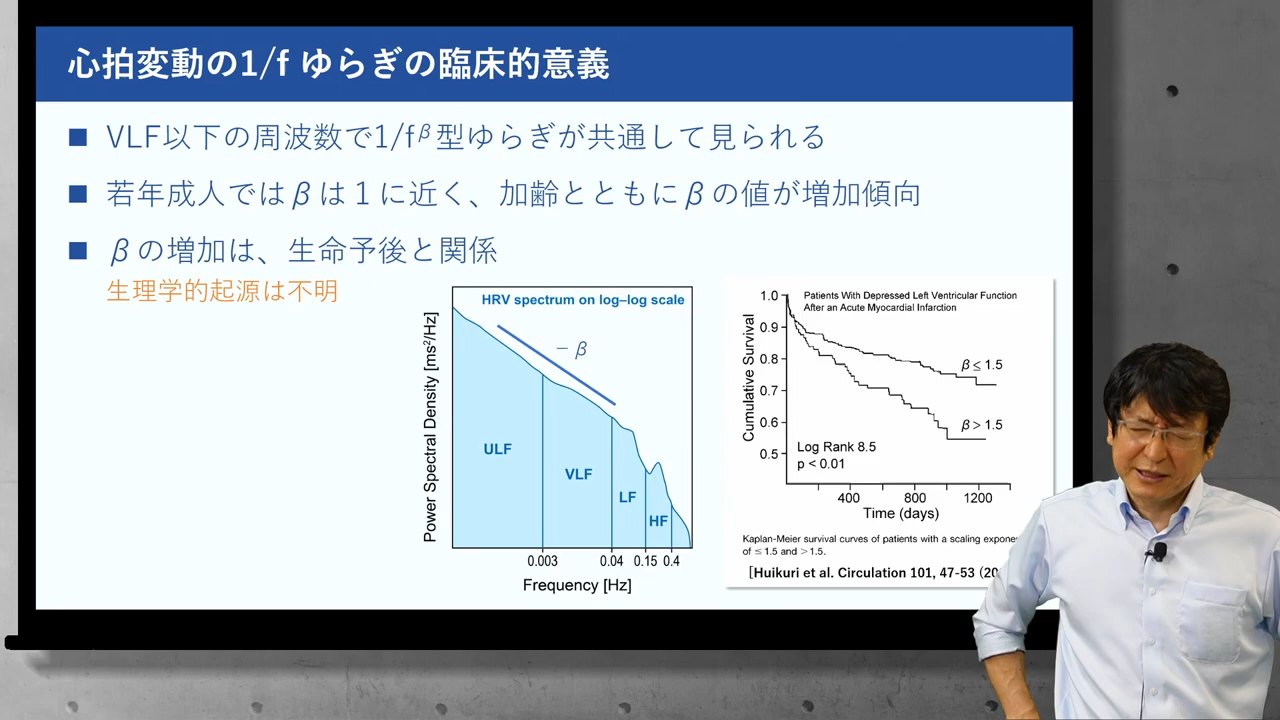 心拍変動の1/f ゆらぎの臨床的意義
■ VLF以下の周波数で1/fᵝ型ゆらぎが共通して見られる
■ 若年成人ではβは1に近く、加齢とともにβの値が増加傾向
■ βの増加は、生命予後と関係
生理学的起源は不明
HRV spectrum on log–log scale
− β
Power Spectral Density [ms²/Hz]
ULF
VLF
LF
HF
0.003 0.04 0.15 0.4
Frequency [Hz]
Patients With Depressed Left Ventricular Function
After an Acute Myocardial Infarction
Cumulative Survival
1.0
0.9
0.8
0.7
0.6
0.5
β ≤ 1.5
β > 1.5
Log Rank 8.5
p < 0.01
400 800 1200
Time (days)
Kaplan-Meier survival curves of patients with a scaling
of ≤ 1.5 and > 1.5.
[Huikuri et al. Circulation 101, 47-53